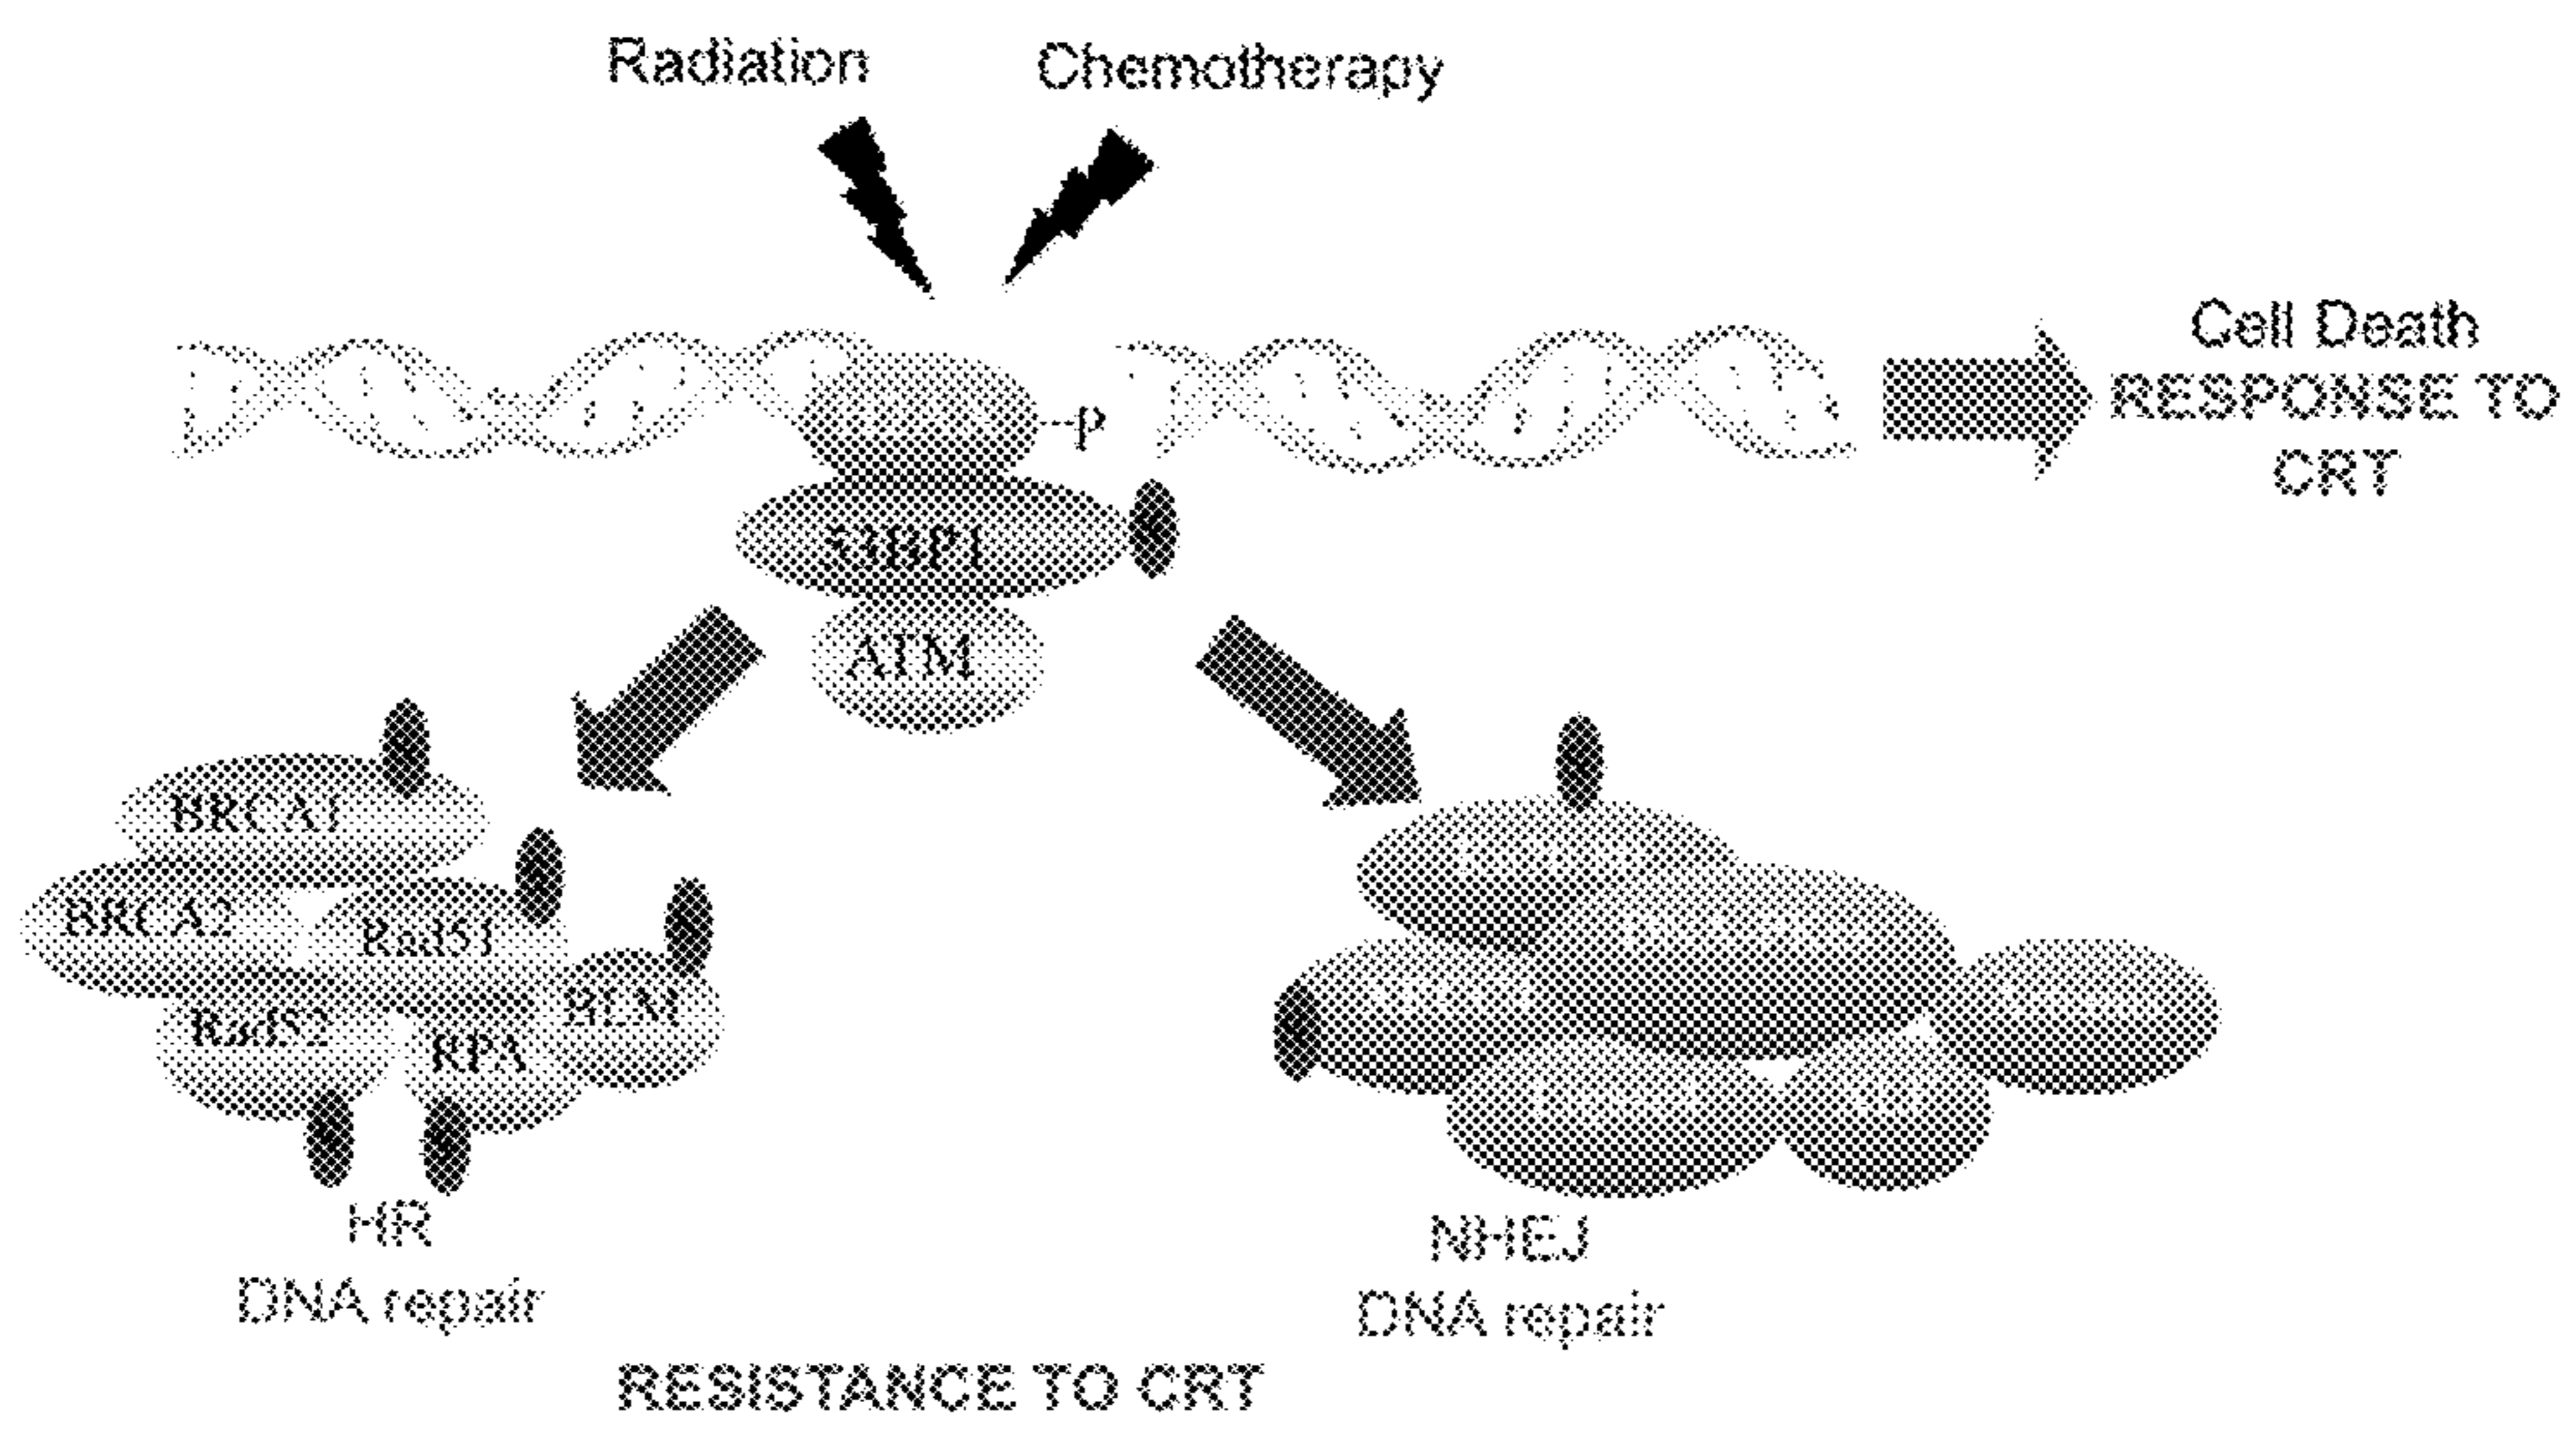 Radiation
Chemotherapy
Cell Death
RESPONSE TO
CRT
P
53BP1
ATM
BRCA1
BRCA2
Rad51
BLM
Rad52
RPA
HR
DNA repair
NHEJ
DNA repair
RESISTANCE TO CRT